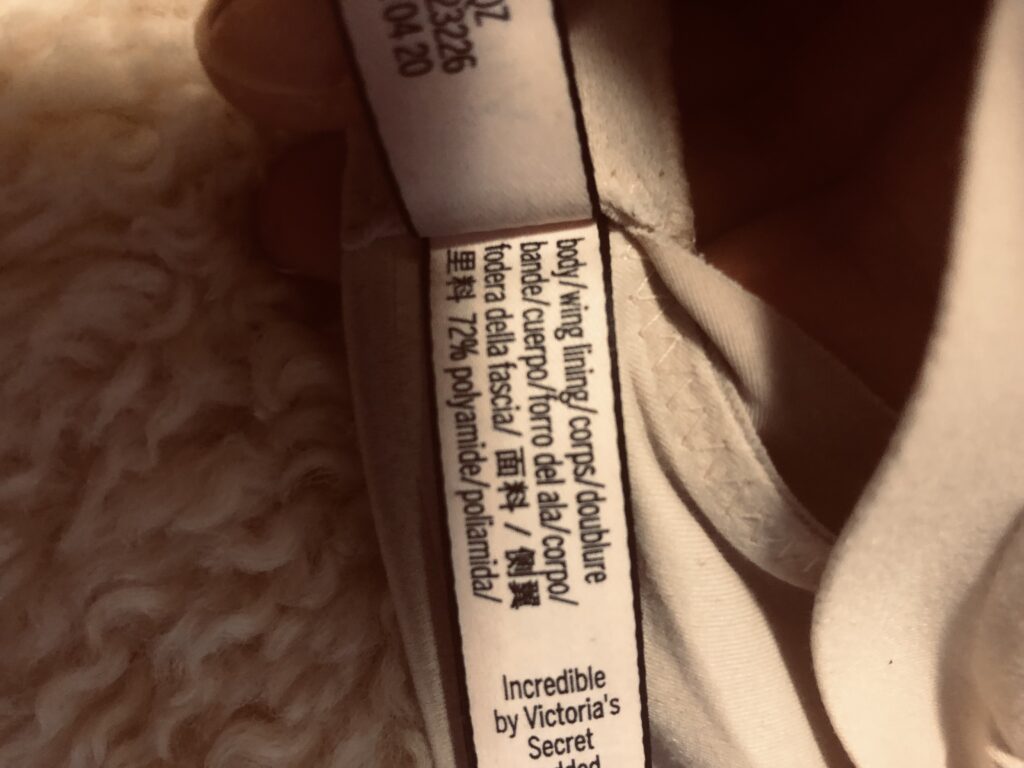 23226
04 20
body/wing lining/corps/doublure
bande/cuerpo/forro del ala/corpo/
fodera della fascia/ 面料 / 侧翼
里料 72% polyamide/poliamida/
Incredible
by Victoria's
Secret